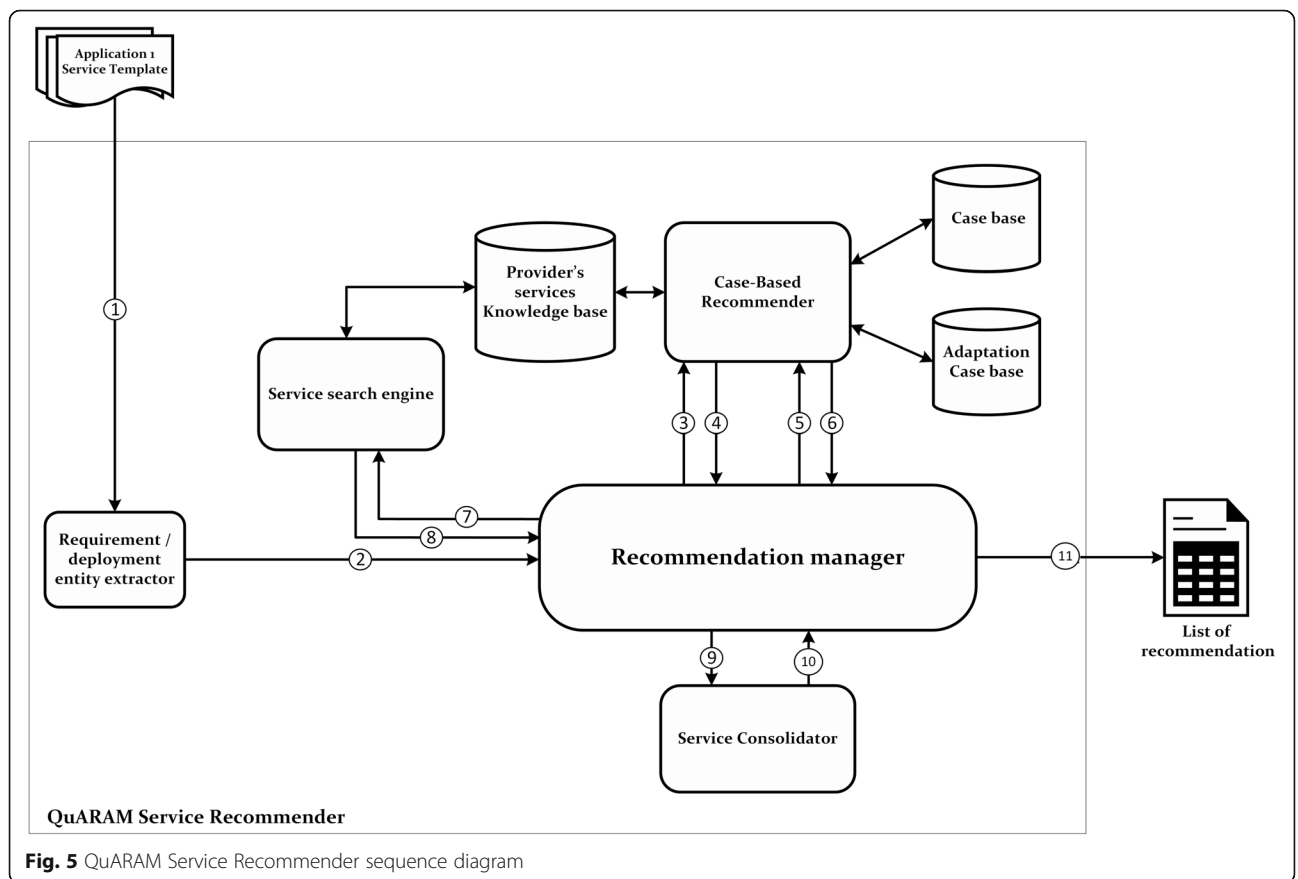 Application 1
Service Template
1
Case base
Provider's
services
Knowledge base
Case-Based
Recommender
Adaptation
Case base
Service search engine
3
4
5
6
7
8
2
Requirement /
deployment
entity extractor
Recommendation manager
11
List of
recommendation
9
10
Service Consolidator
QuARAM Service Recommender
Fig. 5 QuARAM Service Recommender sequence diagram